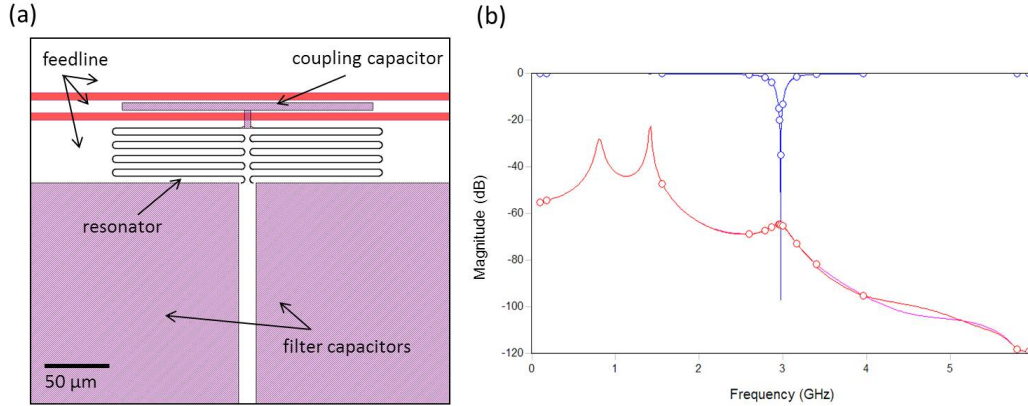 (a)
feedline
coupling capacitor
resonator
filter capacitors
50 µm
(b)
0
-20
-40
-60
-80
-100
-120
Magnitude (dB)
0
1
2
3
4
5
Frequency (GHz)